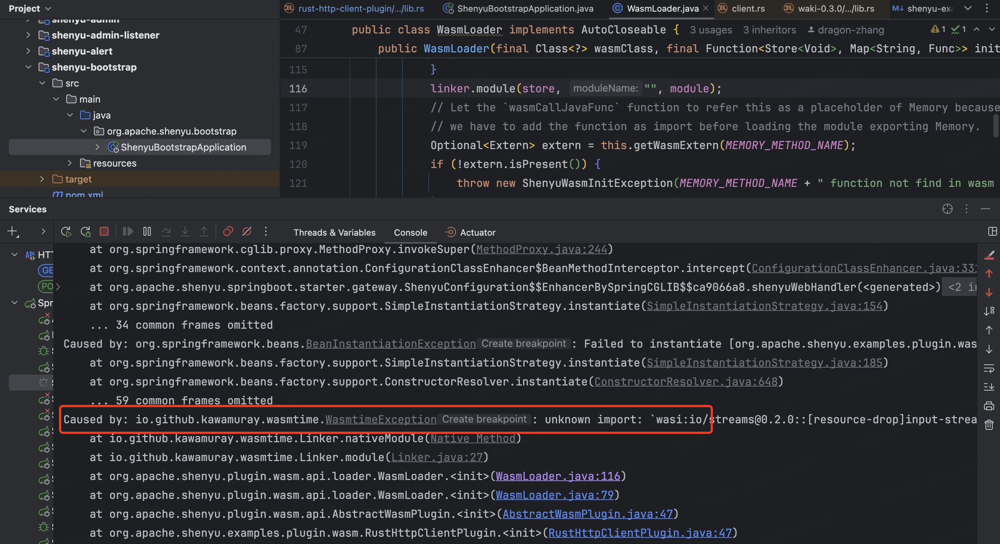 Project
rust-http-client-plugin/.../lib.rs
ShenyuBootstrapApplication.java
WasmLoader.java
client.rs
waki-0.3.0/.../lib.rs
M↓ shenyu-exa
shenyu-admin
shenyu-admin-listener
shenyu-alert
shenyu-bootstrap
src
main
java
org.apache.shenyu.bootstrap
ShenyuBootstrapApplication
resources
target
pom.xml
47 public class WasmLoader implements AutoCloseable { 3 usages 3 inheritors dragon-zhang
1 1
87 public WasmLoader(final Class<?> wasmClass, final Function<Store<Void>, Map<String, Func>> init
115 }
116 linker.module(store, moduleName: "", module);
117 // Let the `wasmCallJavaFunc` function to refer this as a placeholder of Memory because
118 // we have to add the function as import before loading the module exporting Memory.
119 Optional<Extern> extern = this.getWasmExtern(MEMORY_METHOD_NAME);
120 if (!extern.isPresent()) {
121 throw new ShenyuWasmInitException(MEMORY_METHOD_NAME + " function not find in wasm
Services
Threads & Variables
Console
Actuator
API HTT
GE
PO
Spr
at org.springframework.cglib.proxy.MethodProxy.invokeSuper(MethodProxy.java:244)
at org.springframework.context.annotation.ConfigurationClassEnhancer$BeanMethodInterceptor.intercept(ConfigurationClassEnhancer.java:331
at org.apache.shenyu.springboot.starter.gateway.ShenyuConfiguration$$EnhancerBySpringCGLIB$$ca9066a8.shenyuWebHandler(<generated>) <2 in
at org.springframework.beans.factory.support.SimpleInstantiationStrategy.instantiate(SimpleInstantiationStrategy.java:154)
... 34 common frames omitted
Caused by: org.springframework.beans.BeanInstantiationException Create breakpoint : Failed to instantiate [org.apache.shenyu.examples.plugin.was
at org.springframework.beans.factory.support.SimpleInstantiationStrategy.instantiate(SimpleInstantiationStrategy.java:185)
at org.springframework.beans.factory.support.ConstructorResolver.instantiate(ConstructorResolver.java:648)
... 59 common frames omitted
Caused by: io.github.kawamuray.wasmtime.WasmtimeException Create breakpoint : unknown import: `wasi:io/streams@0.2.0::[resource-drop]input-strea
at io.github.kawamuray.wasmtime.Linker.nativeModule(Native Method)
at io.github.kawamuray.wasmtime.Linker.module(Linker.java:27)
at org.apache.shenyu.plugin.wasm.api.loader.WasmLoader.<init>(WasmLoader.java:116)
at org.apache.shenyu.plugin.wasm.api.loader.WasmLoader.<init>(WasmLoader.java:79)
at org.apache.shenyu.plugin.wasm.api.AbstractWasmPlugin.<init>(AbstractWasmPlugin.java:47)
at org.apache.shenyu.examples.plugin.wasm.RustHttpClientPlugin.<init>(RustHttpClientPlugin.java:47)